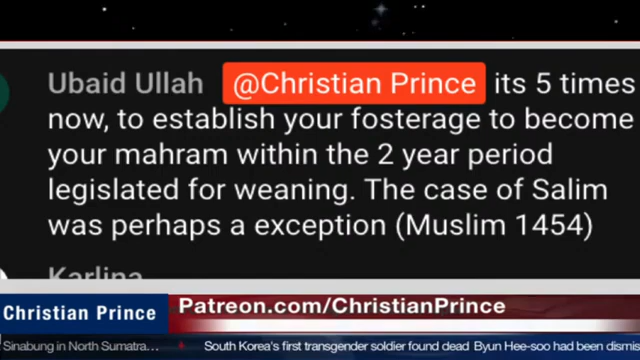 Ubaid Ullah @Christian Prince its 5 times
now, to establish your fosterage to become
your mahram within the 2 year period
legislated for weaning. The case of Salim
was perhaps a exception (Muslim 1454)
Karlina
Christian Prince
Patreon.com/ChristianPrince
Sinabung in North Sumatra... South Korea's first transgender soldier found dead Byun Hee-soo had been dismis